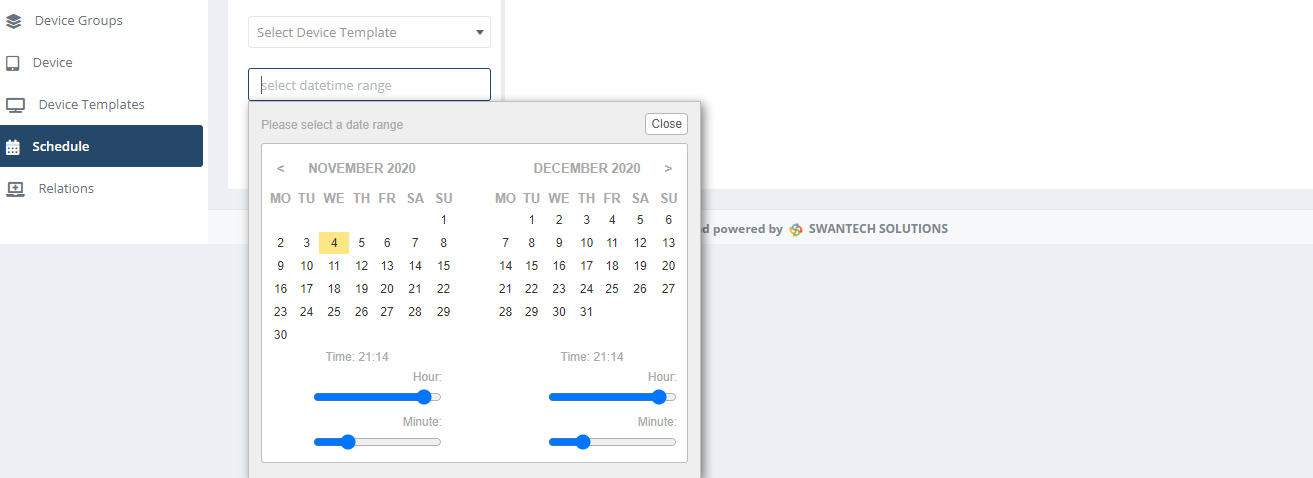 Device Groups
Device
Device Templates
Schedule
Relations
Select Device Template
select datetime range
Please select a date range
Close
< NOVEMBER 2020
MO TU WE TH FR SA SU
1
2 3 4 5 6 7 8
9 10 11 12 13 14 15
16 17 18 19 20 21 22
23 24 25 26 27 28 29
30
Time: 21:14
Hour:
Minute:
DECEMBER 2020 >
MO TU WE TH FR SA SU
1 2 3 4 5 6
7 8 9 10 11 12 13
14 15 16 17 18 19 20
21 22 23 24 25 26 27
28 29 30 31
Time: 21:14
Hour:
Minute:
d powered by SWANTECH SOLUTIONS